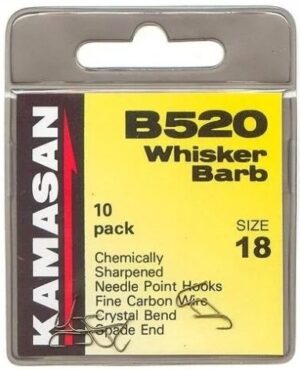 KAMASAN
B520
Whisker
Barb
10
pack
SIZE
18
Chemically
Sharpened
Needle Point Hooks
Fine Carbon Wire
Crystal Bend
Spade End